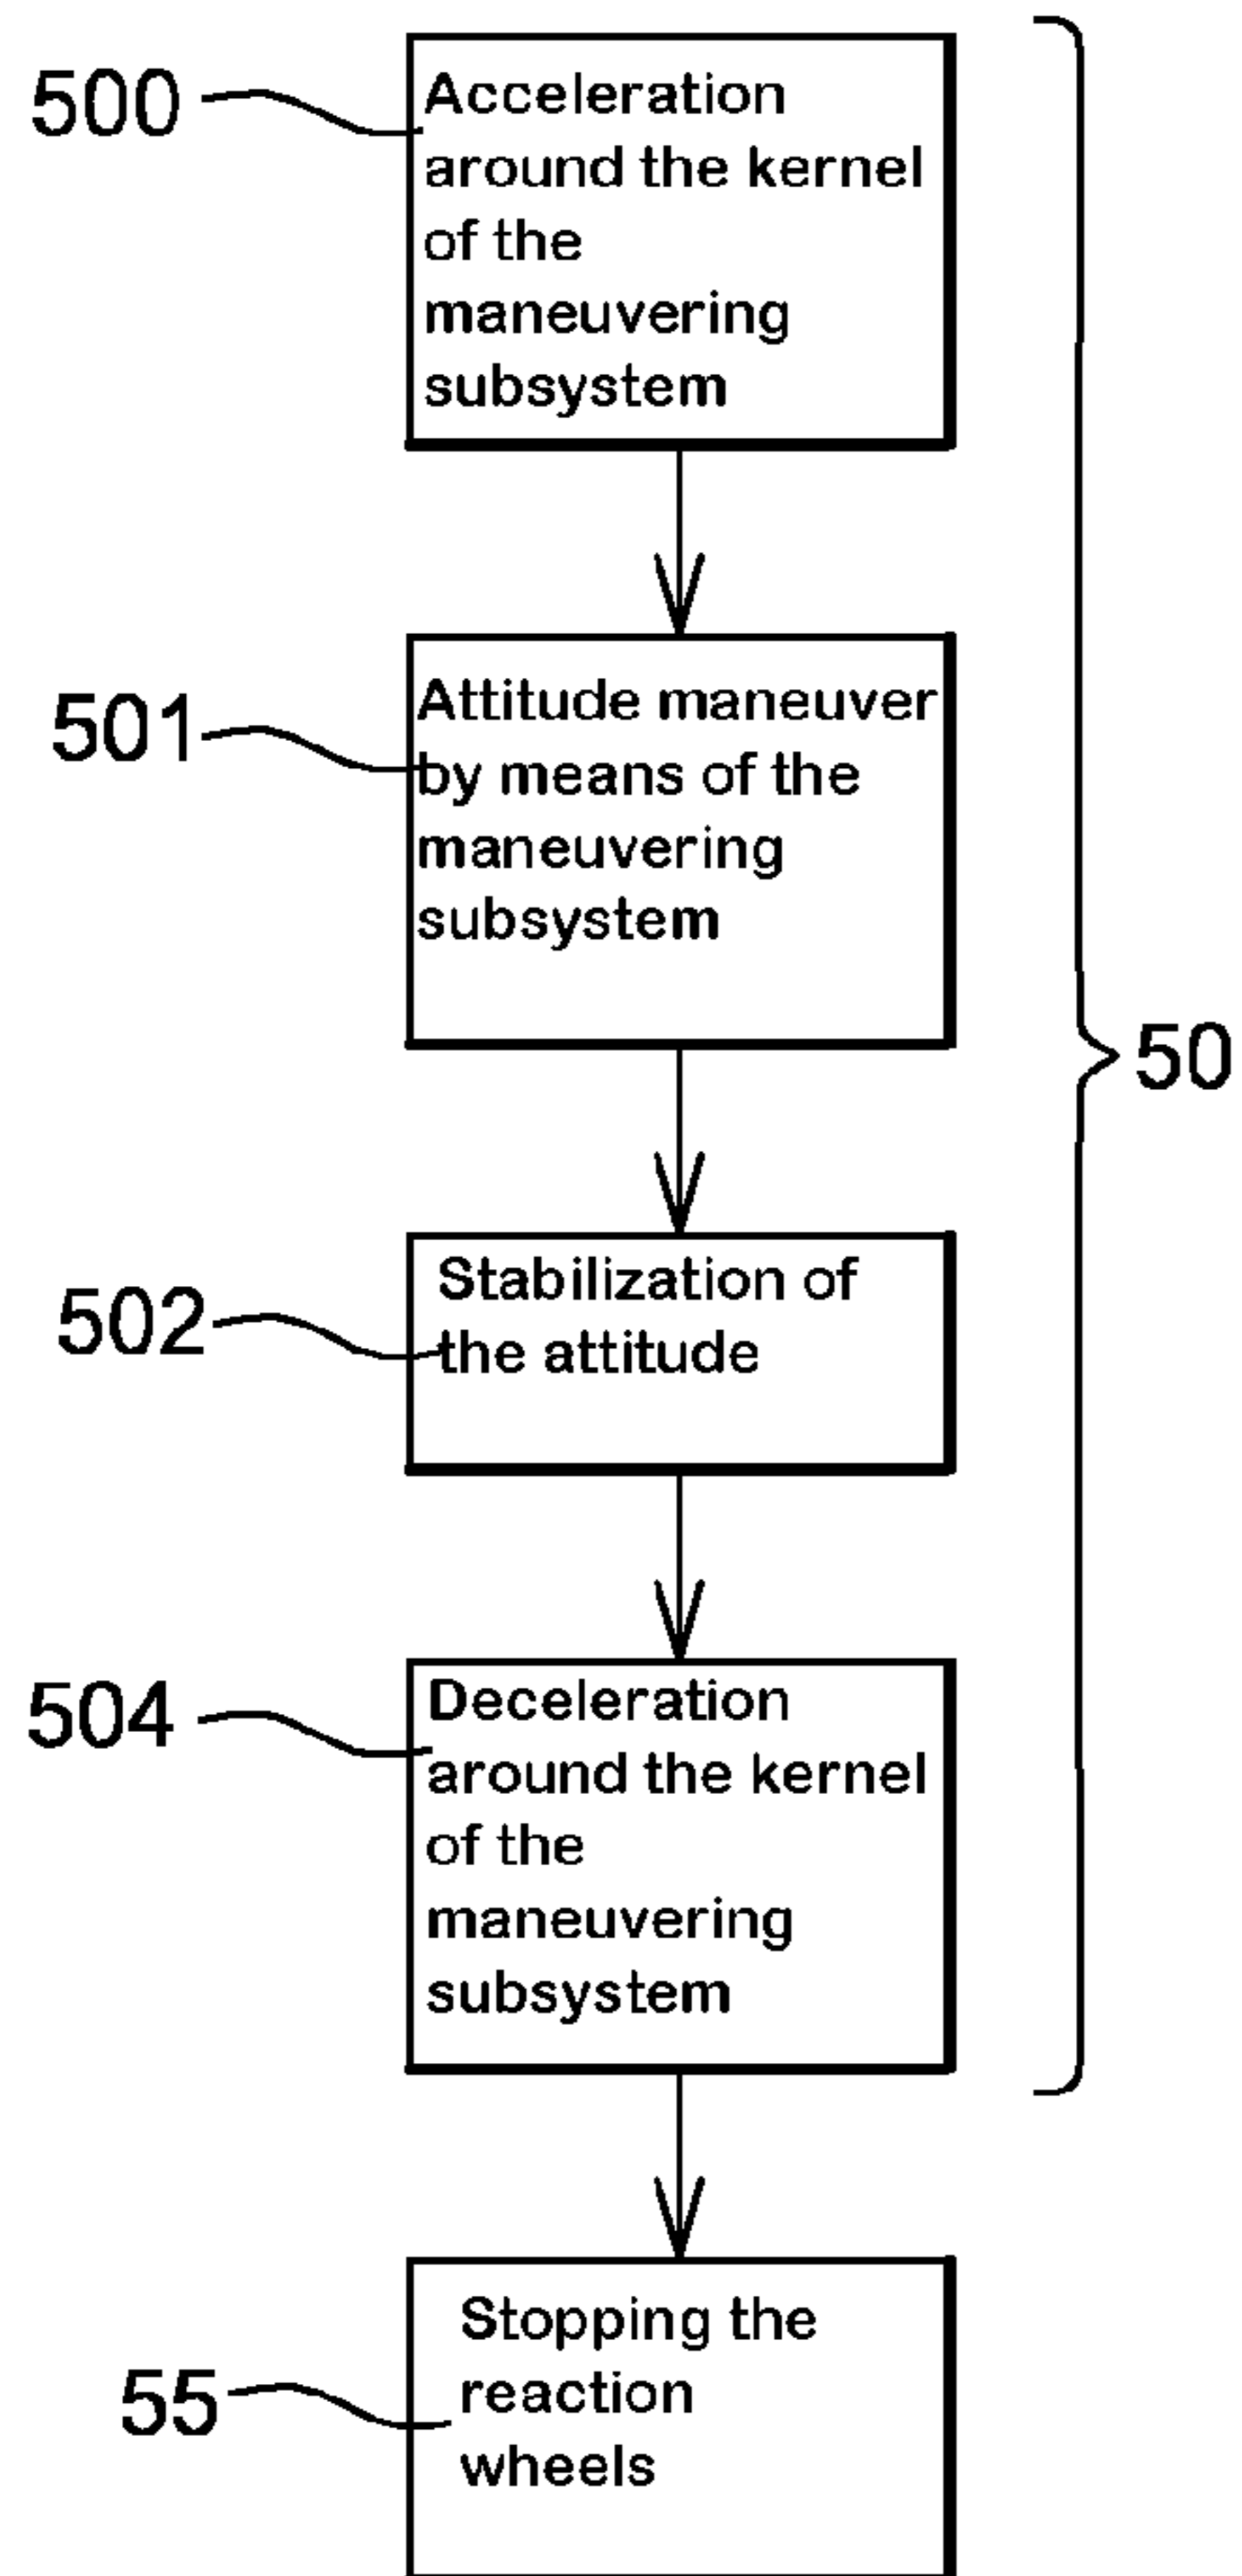 500
Acceleration
around the kernel
of the
maneuvering
subsystem
501
Attitude maneuver
by means of the
maneuvering
subsystem
50
502
Stabilization of
the attitude
504
Deceleration
around the kernel
of the
maneuvering
subsystem
55
Stopping the
reaction
wheels